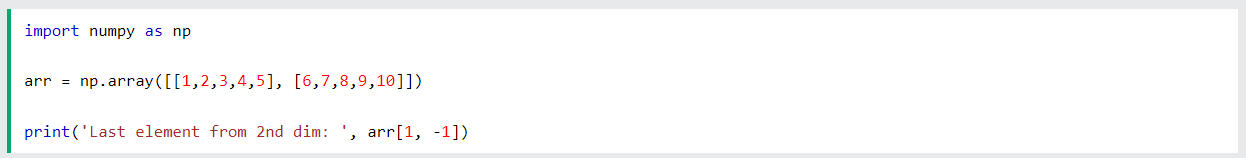 import numpy as np
arr = np.array([[1,2,3,4,5], [6,7,8,9,10]])
print('Last element from 2nd dim: ', arr[1, -1])